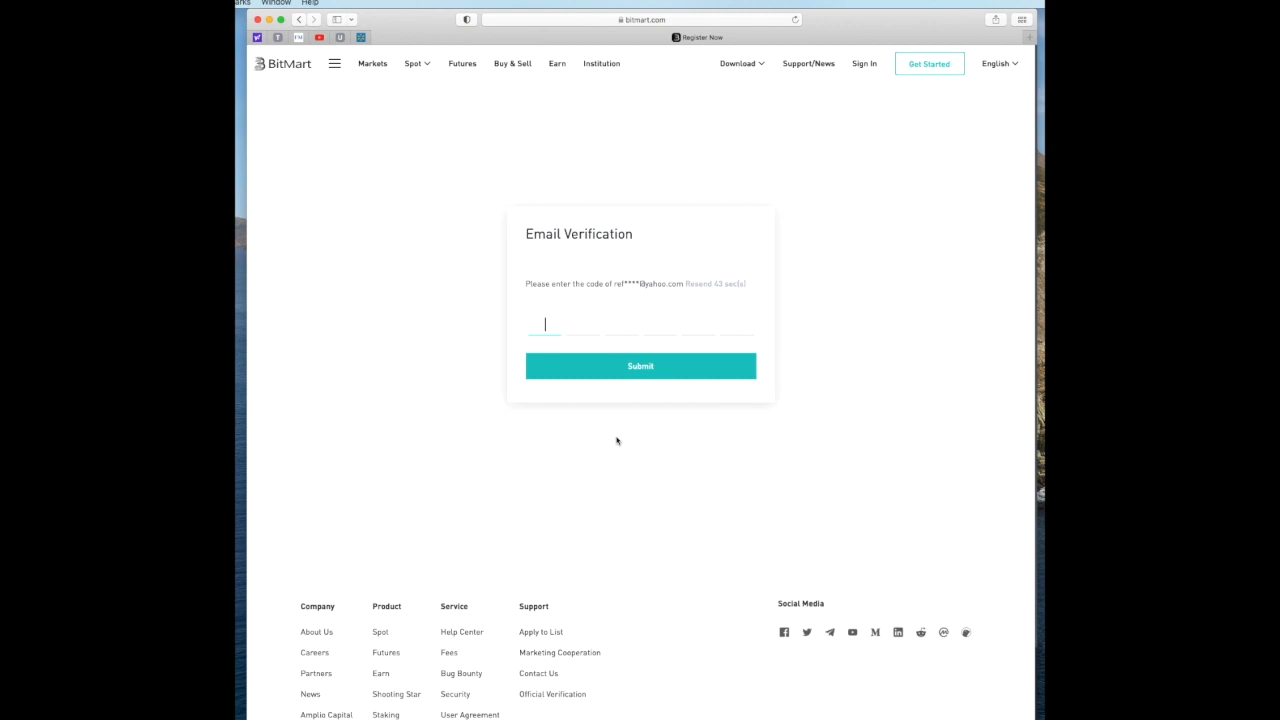 arks Window Help
bitmart.com
T FM U Register Now
BitMart Markets Spot Futures Buy & Sell Earn Institution Download Support/News Sign In Get Started English
Email Verification
Please enter the code of ref****@yahoo.com Resend 43 sec(s)
Submit
Company Product Service Support Social Media
About Us Spot Help Center Apply to List
Careers Futures Fees Marketing Cooperation
Partners Earn Bug Bounty Contact Us
News Shooting Star Security Official Verification
Amplio Capital Staking User Agreement